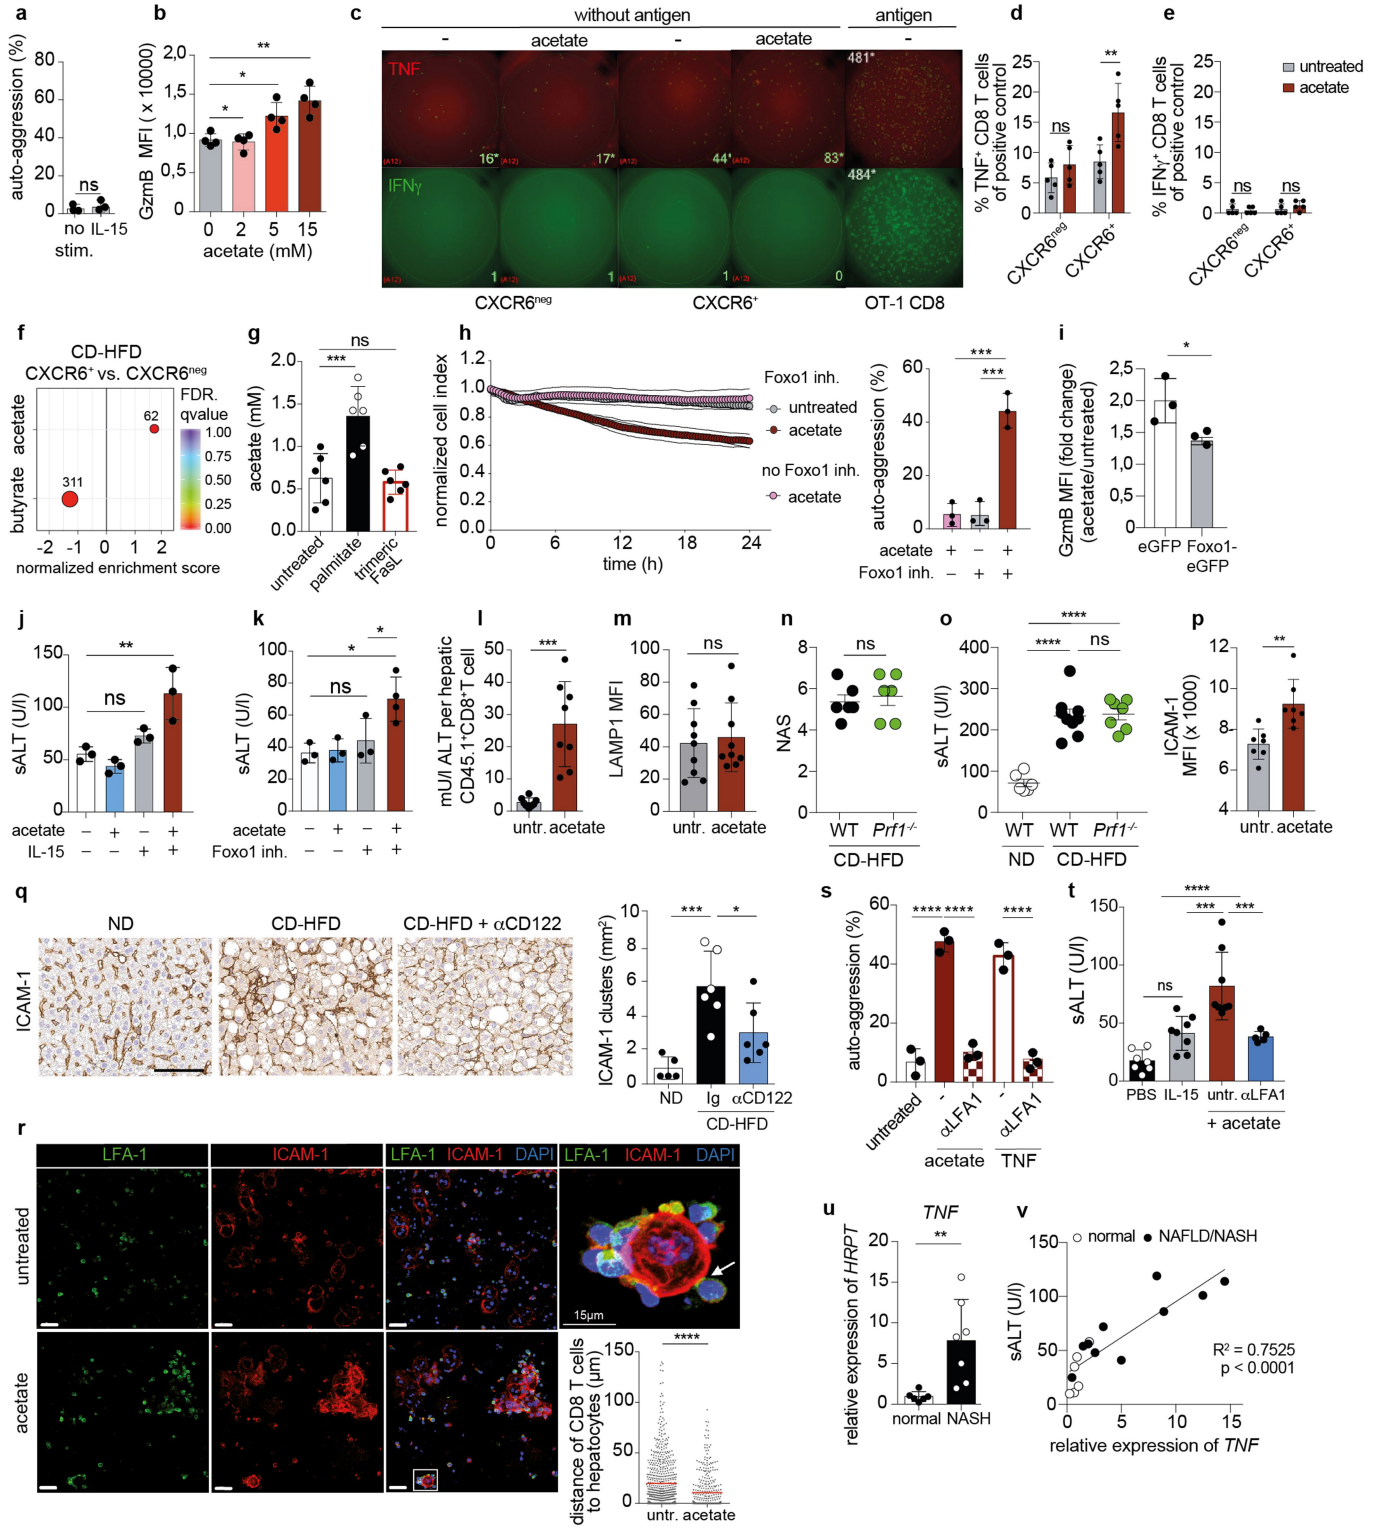 a
auto-aggression (%)
80
60
40
20
0
ns
no IL-15
stim.
b
GzmB MFI ( x 10000)
2,0
1,5
1,0
0,5
0
**
*
*
0 2 5 15
acetate (mM)
c
without antigen antigen
- acetate - acetate -
TNF
481*
(A12) 16* (A12) 17* (A12) 44* (A12) 83*
IFNγ
484*
(A12) 1 (A12) 1 (A12) 1 (A12) 0
CXCR6neg CXCR6+ OT-1 CD8
d
% TNF+ CD8 T cells
of positive control
25
20
15
10
5
0
ns
**
CXCR6neg
CXCR6+
e
% IFNγ+ CD8 T cells
of positive control
25
20
15
10
5
0
ns ns
CXCR6neg
CXCR6+
untreated
acetate
f
CD-HFD
CXCR6+ vs. CXCR6neg
acetate
butyrate
62
311
FDR.
qvalue
1.00
0.75
0.50
0.25
0.00
-2 -1 0 1 2
normalized enrichment score
g
acetate (mM)
2.0
1.5
1.0
0.5
0.0
ns
***
untreated
palmitate
trimeric
FasL
h
normalized cell index
1.2
1.0
0.8
0.6
0.4
0.2
0.0
0 6 12 18 24
time (h)
Foxo1 inh.
untreated
acetate
no Foxo1 inh.
acetate
auto-aggression (%)
60
40
20
0
***
***
acetate + – +
Foxo1 inh. – + +
i
GzmB MFI (fold change)
(acetate/untreated)
2,5
2,0
1,5
1,0
0,5
0
*
eGFP Foxo1-
eGFP
j
sALT (U/l)
150
100
50
0
**
ns
acetate – + – +
IL-15 – – + +
k
sALT (U/l)
100
80
60
40
20
0
*
*
ns
acetate – + – +
Foxo1 inh. – – + +
l
mU/l ALT per hepatic
CD45.1+CD8+T cell
50
40
30
20
10
0
***
untr. acetate
m
LAMP1 MFI
100
80
60
40
20
0
ns
untr. acetate
n
NAS
8
6
4
2
0
ns
WT Prf1-/-
CD-HFD
o
sALT (U/l)
400
300
200
100
0
****
**** ns
WT WT Prf1-/-
ND CD-HFD
p
ICAM-1
MFI (x 1000)
12
10
8
6
4
**
untr. acetate
q
ICAM-1
ND CD-HFD CD-HFD + αCD122
ICAM-1 clusters (mm2)
10
8
6
4
2
0
*** *
ND Ig αCD122
CD-HFD
r
LFA-1 ICAM-1 LFA-1 ICAM-1 DAPI LFA-1 ICAM-1 DAPI
untreated
15μm
acetate
distance of CD8 T cells
to hepatocytes (μm)
150
100
50
0
****
untr. acetate
s
auto-aggression (%)
60
40
20
0
**** **** ****
untreated
-
αLFA1
-
αLFA1
acetate TNF
t
sALT (U/l)
150
100
50
0
****
*** ***
ns
PBS IL-15 untr. αLFA1
+ acetate
u
TNF
relative expression of HRPT
20
15
10
5
0
**
normal NASH
v
normal NAFLD/NASH
sALT (U/l)
150
100
50
0
R2 = 0.7525
p < 0.0001
0 5 10 15
relative expression of TNF